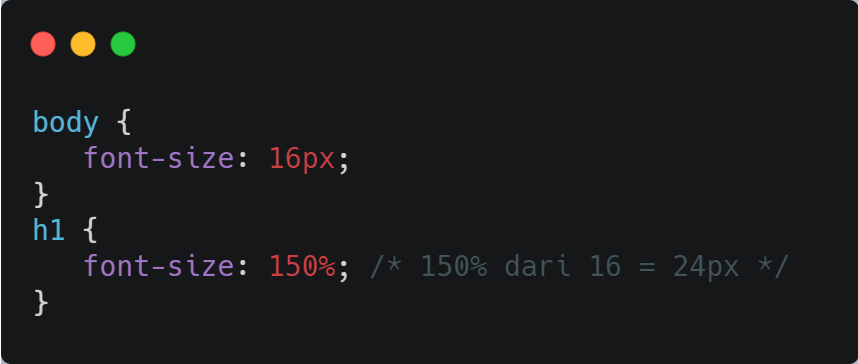 body {
   font-size: 16px;
}
h1 {
   font-size: 150%; /* 150% dari 16 = 24px */
}